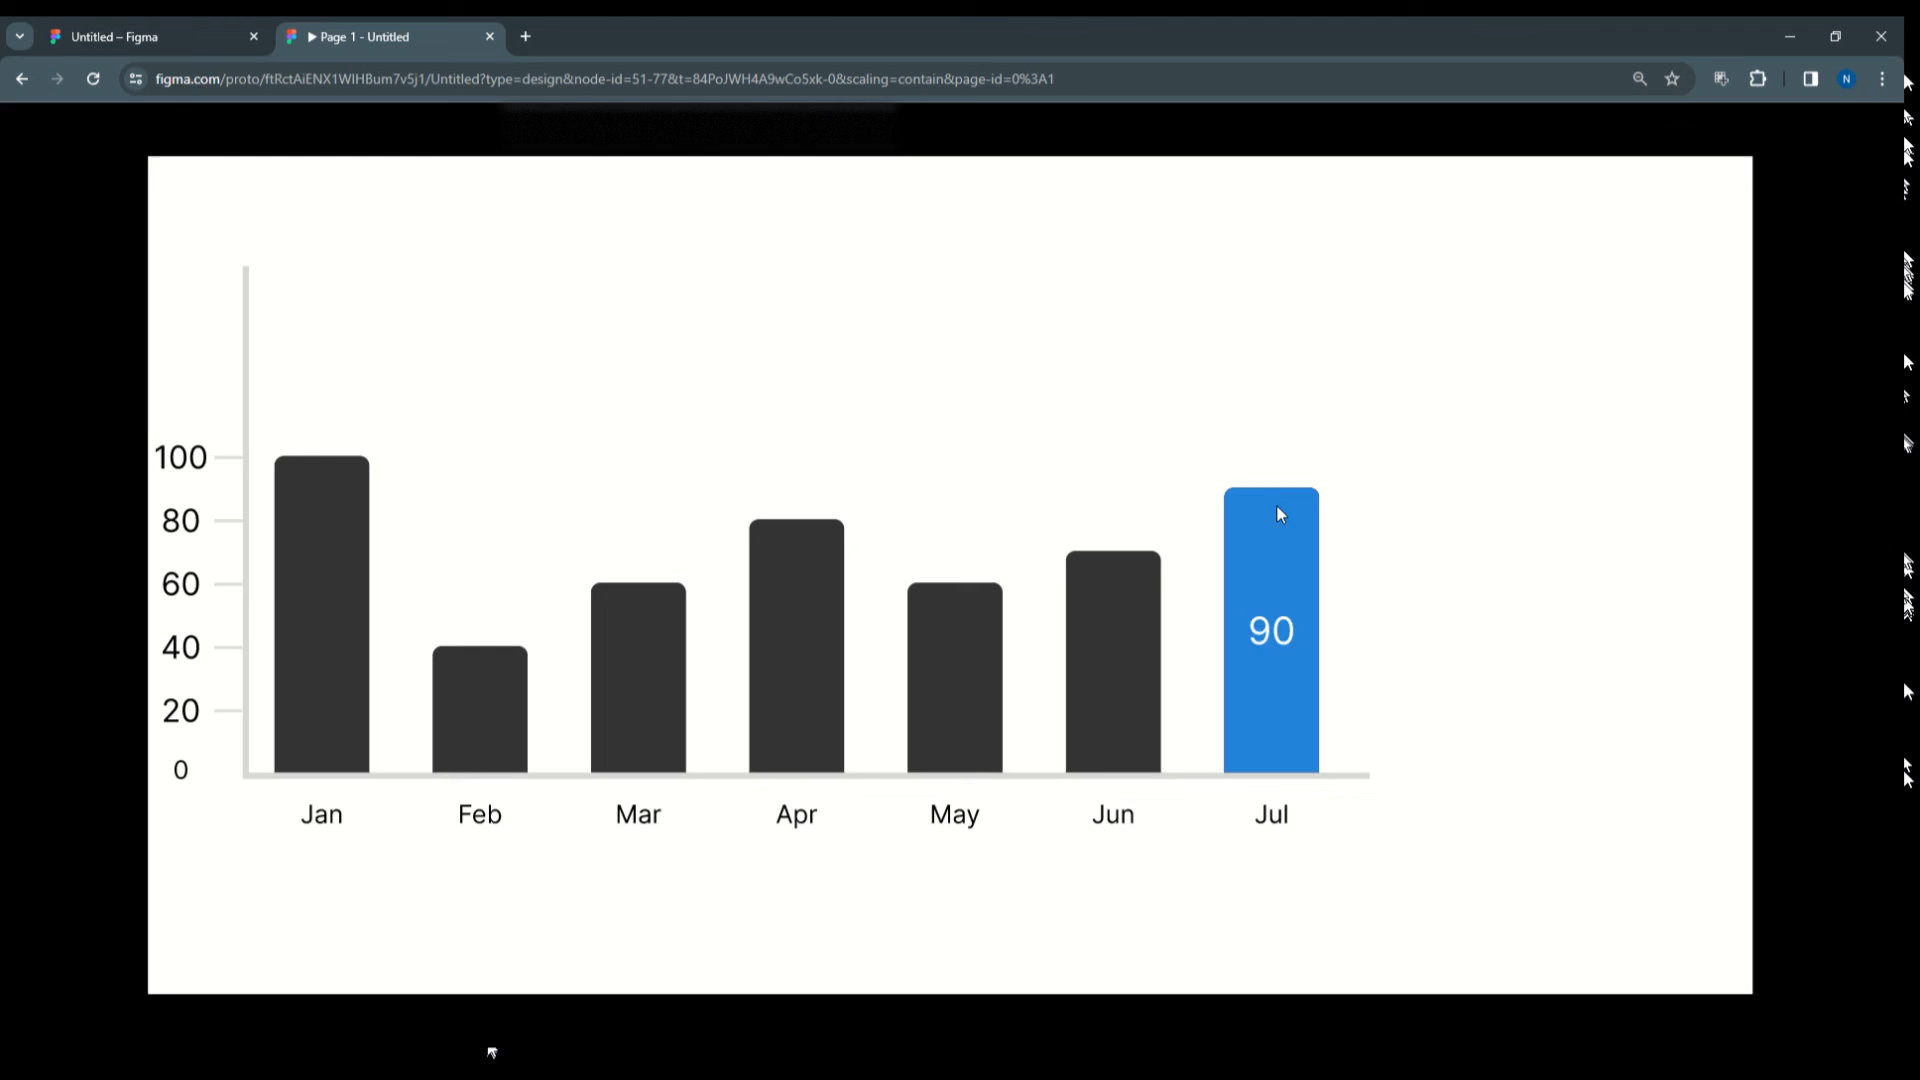 Untitled – Figma
Page 1 - Untitled
figma.com/proto/ftRctAiENX1WIHBum7v5j1/Untitled?type=design&node-id=51-77&t=84PoJWH4A9wCo5xk-0&scaling=contain&page-id=0%3A1
N
100
80
60
40
20
0
90
Jan Feb Mar Apr May Jun Jul